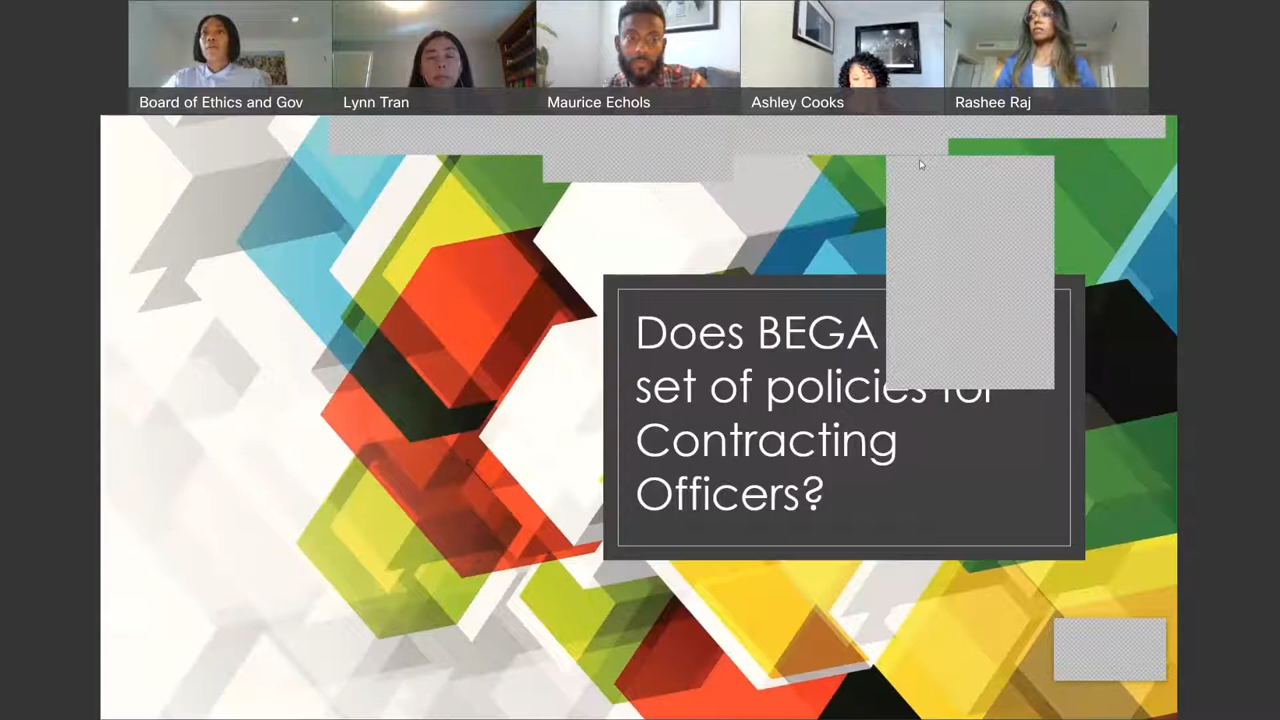 Board of Ethics and Gov
Lynn Tran
Maurice Echols
Ashley Cooks
Rashee Raj
Does BEGA
set of policies for
Contracting
Officers?